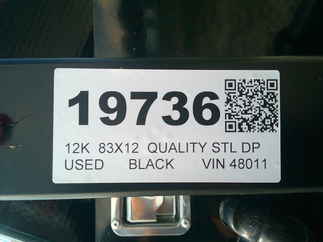 19736
12K 83X12 QUALITY STL DP
USED BLACK VIN 48011